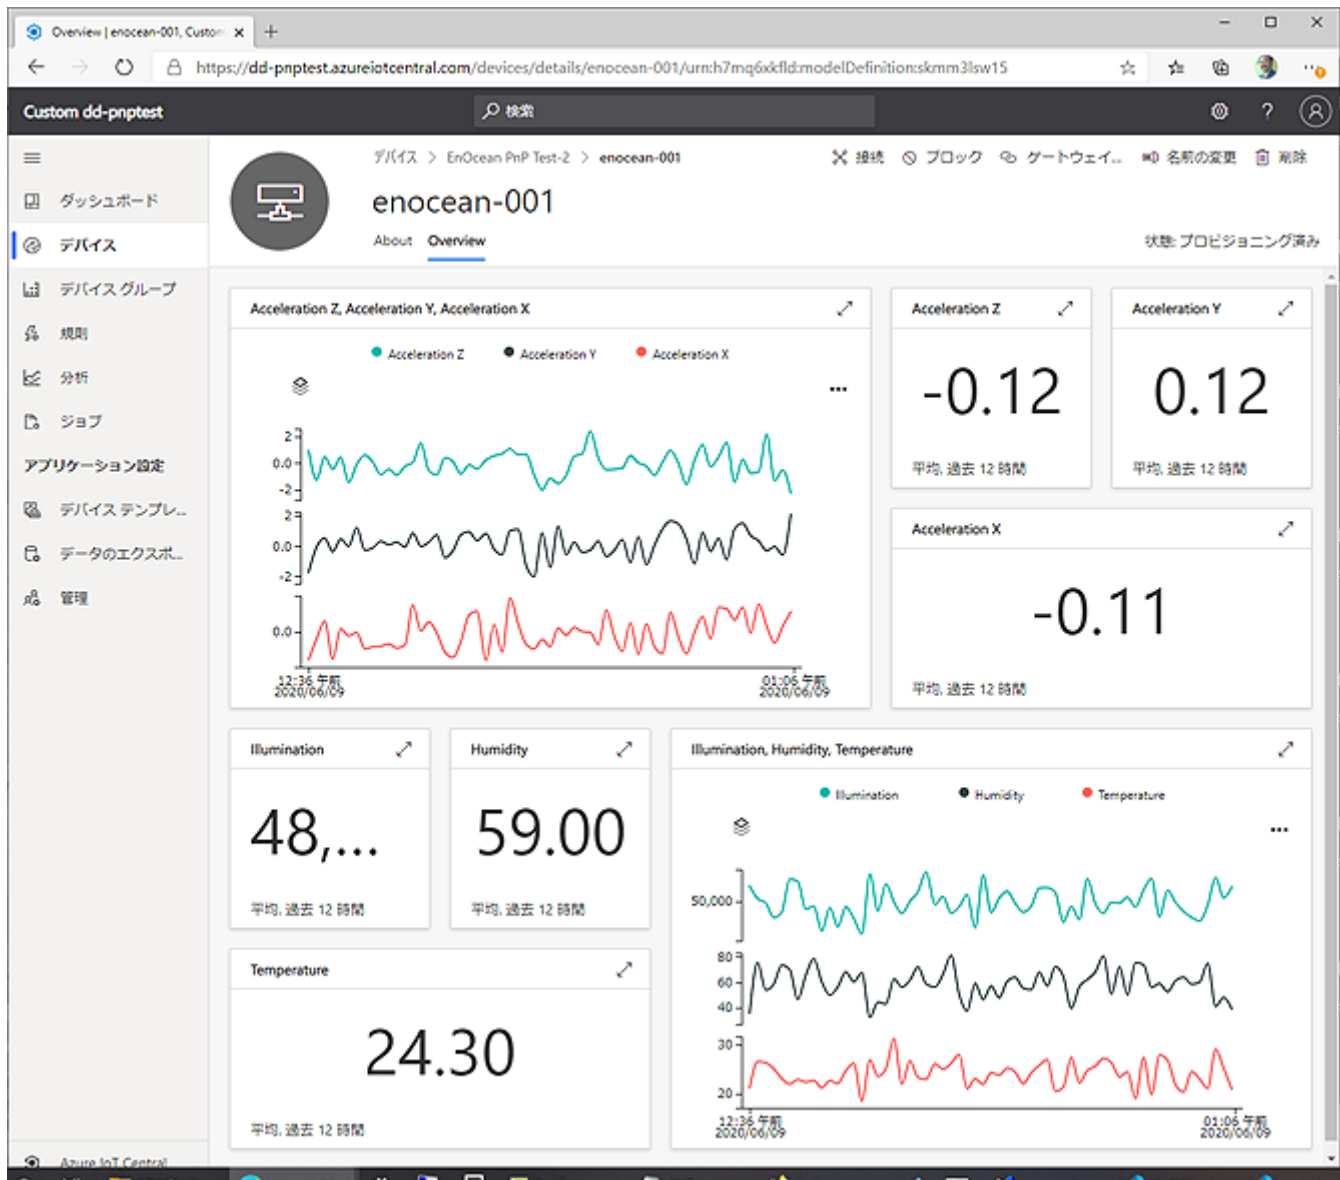 Overview | enocean-001, Custom
https://dd-pnptest.azureiotcentral.com/devices/details/enocean-001/urn:h7mq6xkfld:modelDefinition:skmm3lsw15
Custom dd-pnptest
検索
?
デバイス > EnOcean PnP Test-2 > enocean-001
接続
ブロック
ゲートウェイ...
名前の変更
削除
enocean-001
About
Overview
状態: プロビジョニング済み
ダッシュボード
デバイス
デバイス グループ
規則
分析
ジョブ
アプリケーション設定
デバイス テンプレ...
データのエクスポ...
管理
Azure IoT Central
Acceleration Z, Acceleration Y, Acceleration X
Acceleration Z
Acceleration Y
Acceleration X
2
0.0
-2
2
0.0
-2
0.0
12:36 午前
2020/06/09
01:06 午前
2020/06/09
Acceleration Z
-0.12
平均, 過去 12 時間
Acceleration Y
0.12
平均, 過去 12 時間
Acceleration X
-0.11
平均, 過去 12 時間
Illumination
48,...
平均, 過去 12 時間
Humidity
59.00
平均, 過去 12 時間
Illumination, Humidity, Temperature
Illumination
Humidity
Temperature
50,000
80
60
40
30
20
12:36 午前
2020/06/09
01:06 午前
2020/06/09
Temperature
24.30
平均, 過去 12 時間